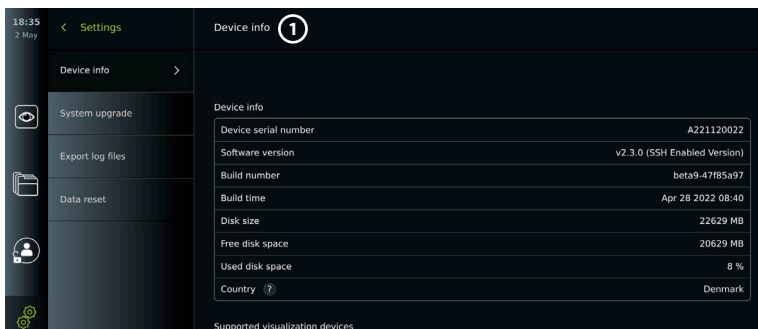 18:35
2 May
Settings
Device info
1
Device info
System upgrade
Export log files
Data reset
Device info
Device serial number A221120022
Software version v2.3.0 (SSH Enabled Version)
Build number beta9-47f85a97
Build time Apr 28 2022 08:40
Disk size 22629 MB
Free disk space 20629 MB
Used disk space 8 %
Country ? Denmark
Supported visualization devices